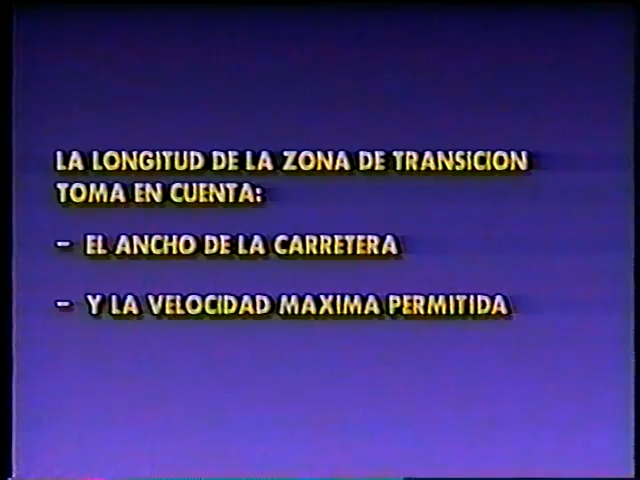 LA LONGITUD DE LA ZONA DE TRANSICION
TOMA EN CUENTA:
- EL ANCHO DE LA CARRETERA
- Y LA VELOCIDAD MAXIMA PERMITIDA